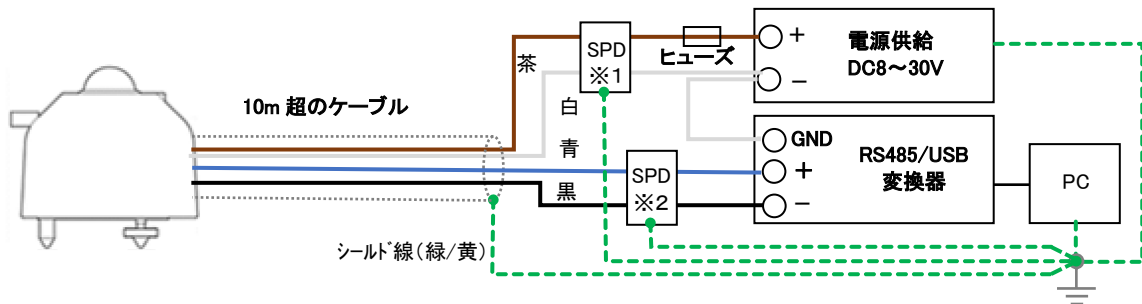 SPD
※1
ヒューズ
+
−
電源供給
DC8～30V
茶
10m 超のケーブル
白
青
黒
SPD
※2
GND
+
−
RS485/USB
変換器
PC
シールド線(緑/黄)